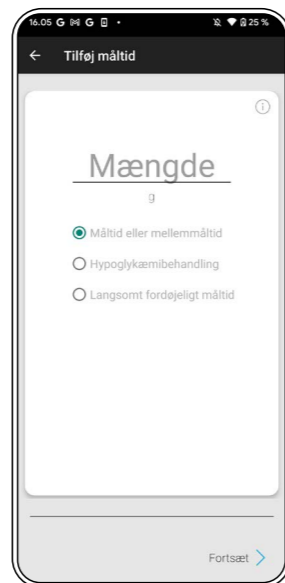 16.05 G M G 25 %
Tilføj måltid
Mængde
g
Måltid eller mellemmåltid
Hypoglykæmibehandling
Langsomt fordøjeligt måltid
Fortsæt